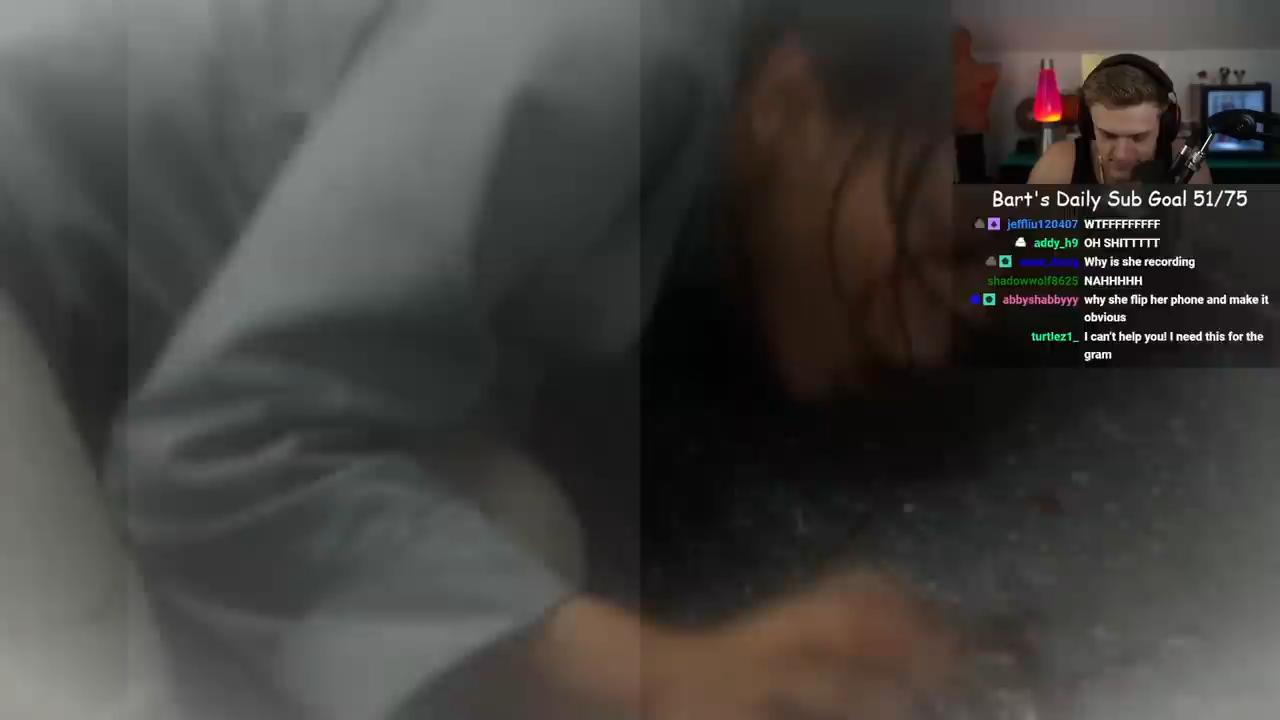 Bart's Daily Sub Goal 51/75
jeffliu120407 WTFFFFFFFFF
addy_h9 OH SHITTTTT
Why is she recording
shadowwolf8625 NAHHHHH
abbyshabbyyy why she flip her phone and make it
obvious
turtlez1_ I can't help you! I need this for the
gram